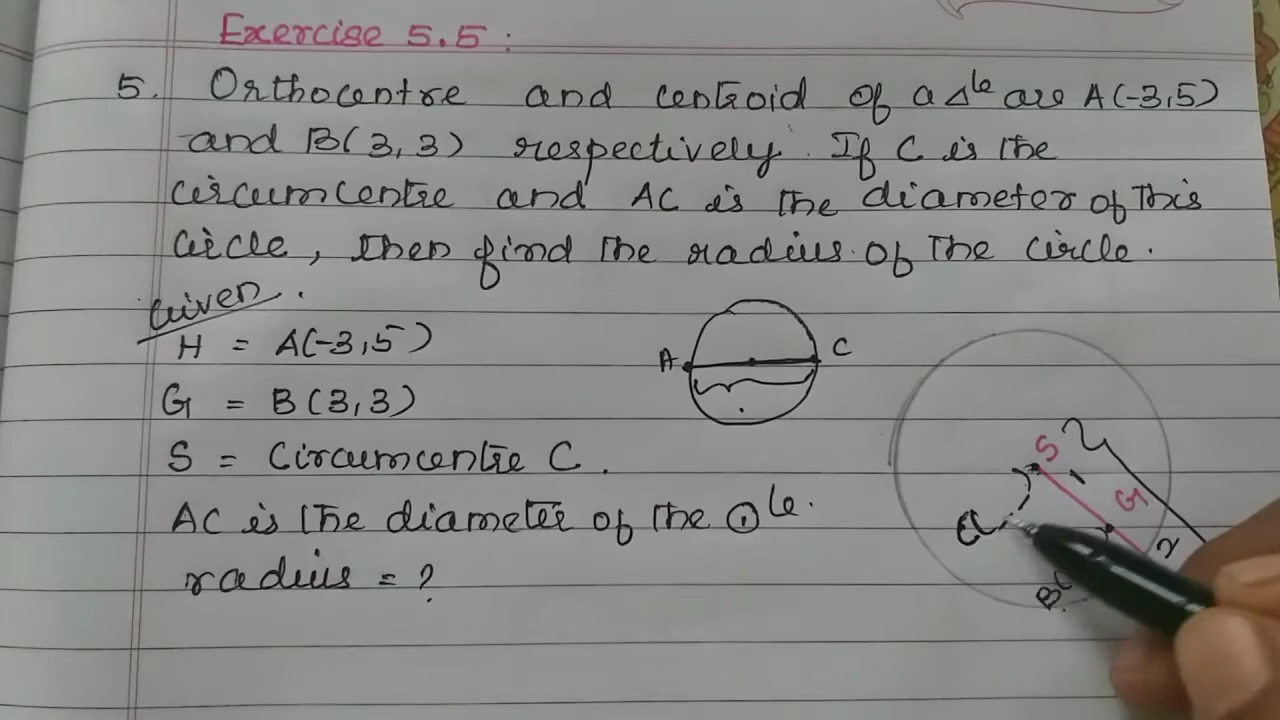 Exercise 5.5 :
5. Orthocentre and centroid of a Δle are A(-3,5)
and B(3,3) respectively. If C is the
circumcentre and AC is the diameter of this
circle, then find the radius of the circle.
Given.
H = A(-3,5)
G = B(3,3)
S = Circumcentre C.
AC is the diameter of the ⊙le.
radius = ?
A C
S 1 G 2
B(